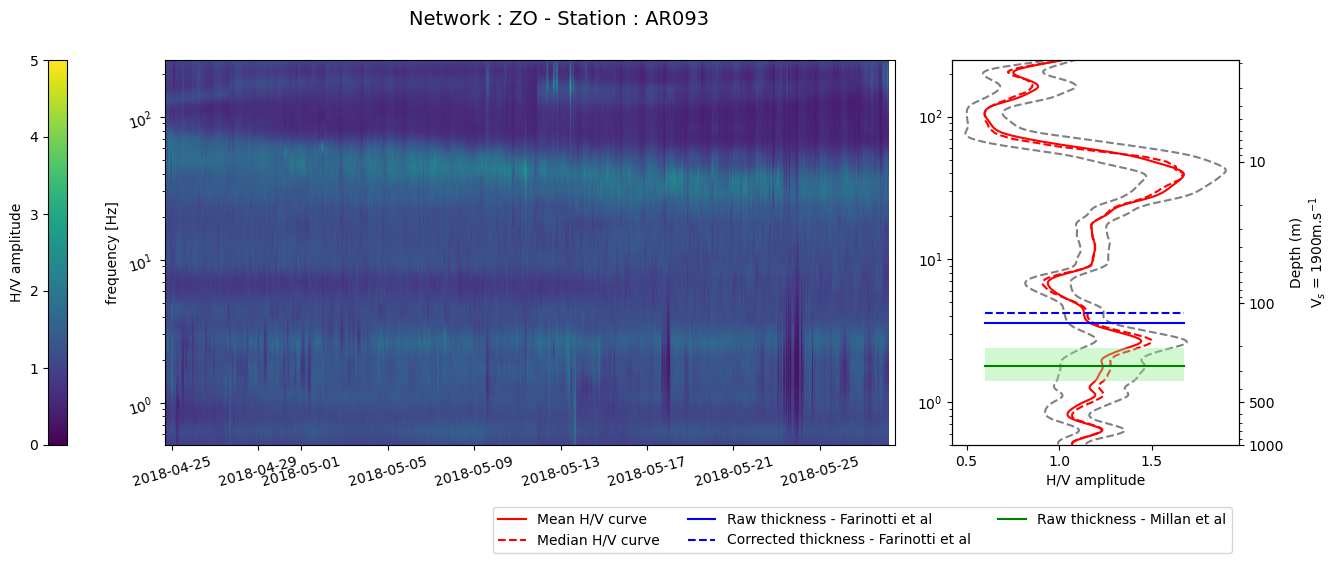 Network : ZO - Station : AR093
5
4
3
2
1
0
H/V amplitude
frequency [Hz]
10^2
10^1
10^0
2018-04-25
2018-04-29
2018-05-01
2018-05-05
2018-05-09
2018-05-13
2018-05-17
2018-05-21
2018-05-25
10^2
10^1
10^0
0.5
1.0
1.5
H/V amplitude
10
100
500
1000
Depth (m)
V_s = 1900m.s^−1
Mean H/V curve
Median H/V curve
Raw thickness - Farinotti et al
Corrected thickness - Farinotti et al
Raw thickness - Millan et al